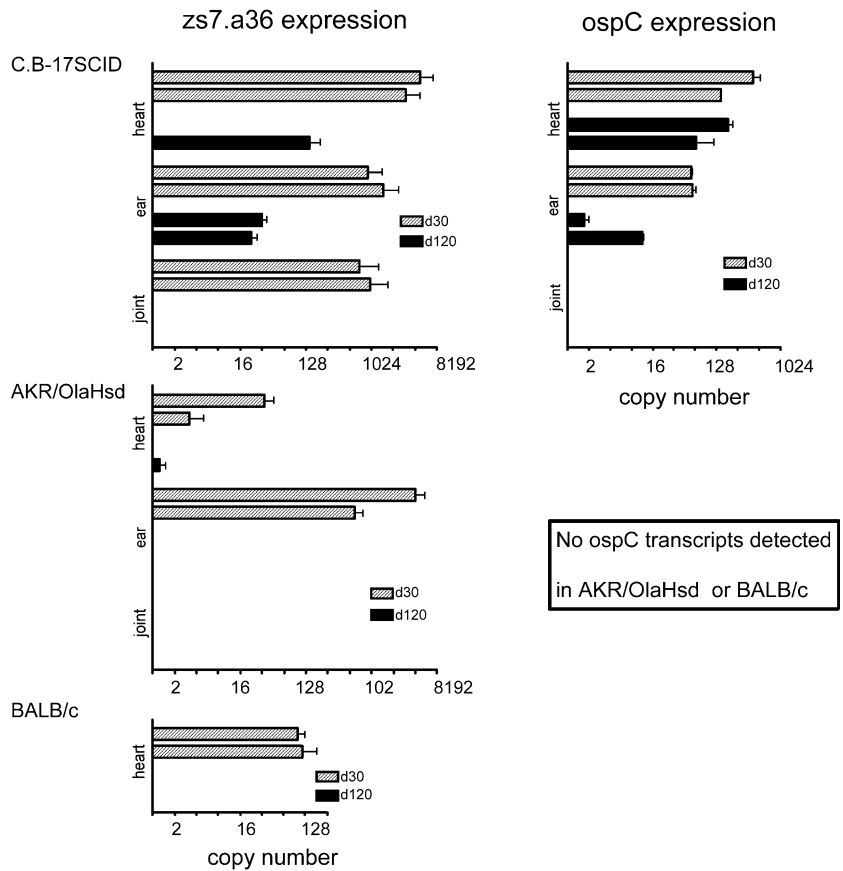 zs7.a36 expression
ospC expression
C.B-17SCID
heart
ear
joint
d30
d120
2 16 128 1024 8192
heart
ear
joint
d30
d120
2 16 128 1024
copy number
AKR/OlaHsd
heart
ear
joint
d30
d120
2 16 128 102 8192
No ospC transcripts detected
in AKR/OlaHsd or BALB/c
BALB/c
heart
d30
d120
2 16 128
copy number